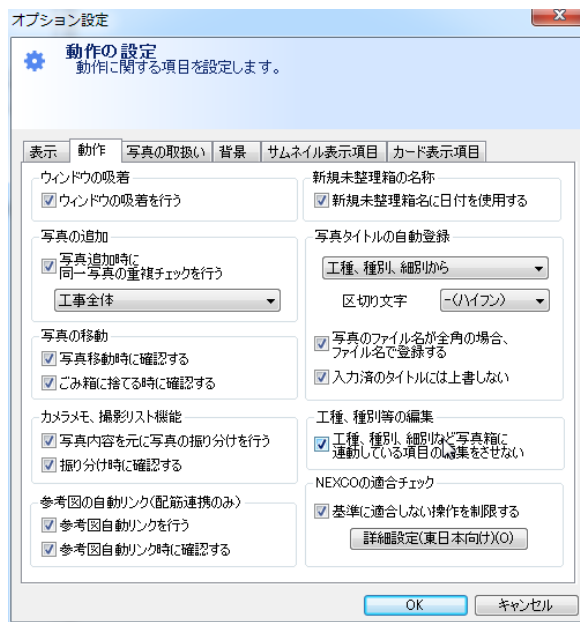 オプション設定
動作の設定
動作に関する項目を設定します。
表示
動作
写真の取扱い
背景
サムネイル表示項目
カード表示項目
ウィンドウの吸着
ウィンドウの吸着を行う
写真の追加
写真追加時に
同一写真の重複チェックを行う
工事全体
写真の移動
写真移動時に確認する
ごみ箱に捨てる時に確認する
カメラメモ、撮影リスト機能
写真内容を元に写真の振り分けを行う
振り分け時に確認する
参考図の自動リンク(配筋連携のみ)
参考図自動リンクを行う
参考図自動リンク時に確認する
新規未整理箱の名称
新規未整理箱名に日付を使用する
写真タイトルの自動登録
工種、種別、細別から
区切り文字
-(ハイフン)
写真のファイル名が全角の場合、
ファイル名で登録する
入力済のタイトルには上書しない
工種、種別等の編集
工種、種別、細別など写真箱に
連動している項目の編集をさせない
NEXCOの適合チェック
基準に適合しない操作を制限する
詳細設定(東日本向け)(O)
OK
キャンセル